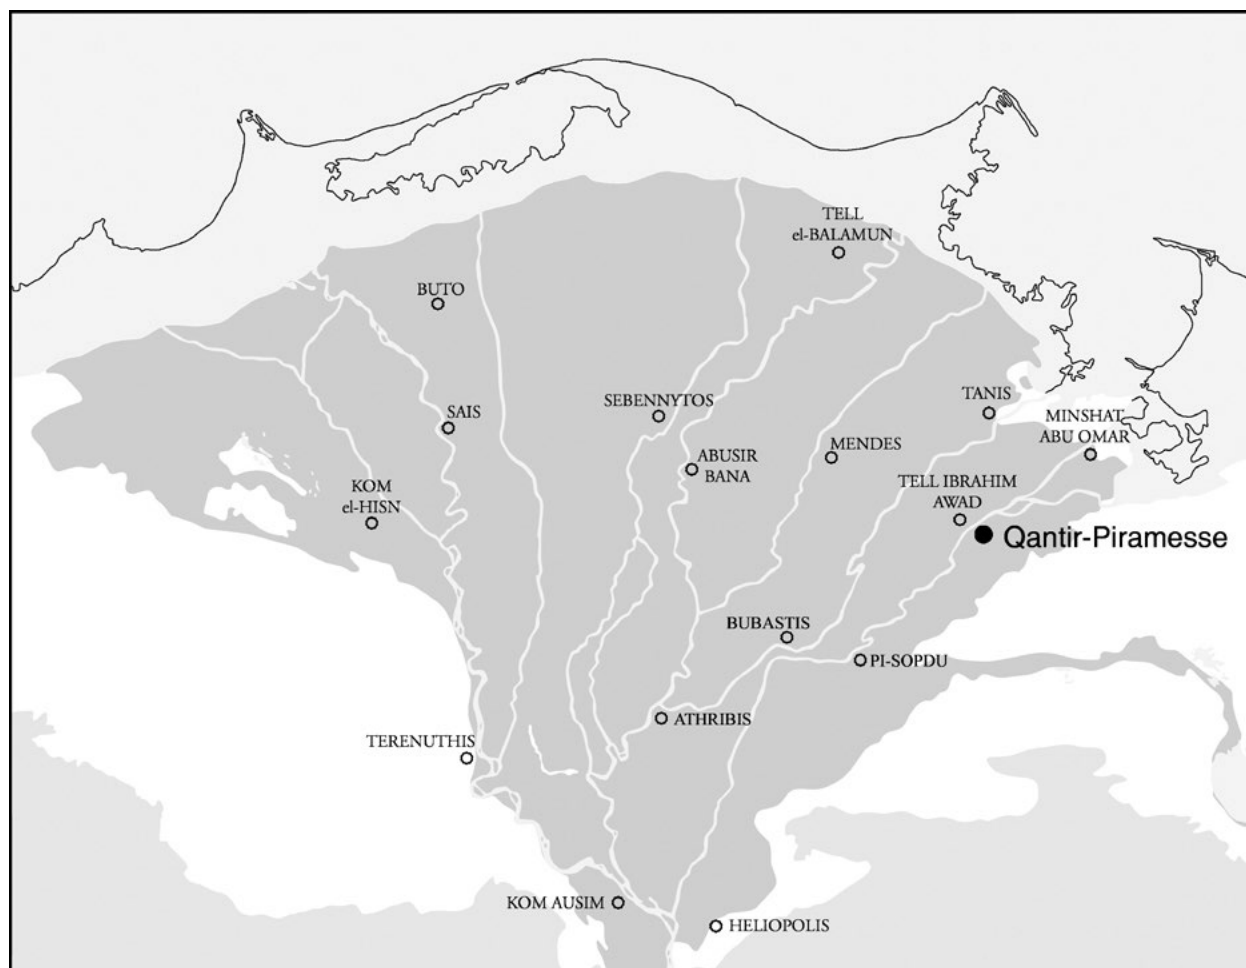 TELL
el-BALAMUN
BUTO
SEBENNYTOS
TANIS
SAIS
MINSHAT
ABU OMAR
ABUSIR
BANA
MENDES
KOM
el-HISN
TELL IBRAHIM
AWAD
Qantir-Piramesse
BUBASTIS
PI-SOPDU
ATHRIBIS
TERENUTHIS
KOM AUSIM
HELIOPOLIS